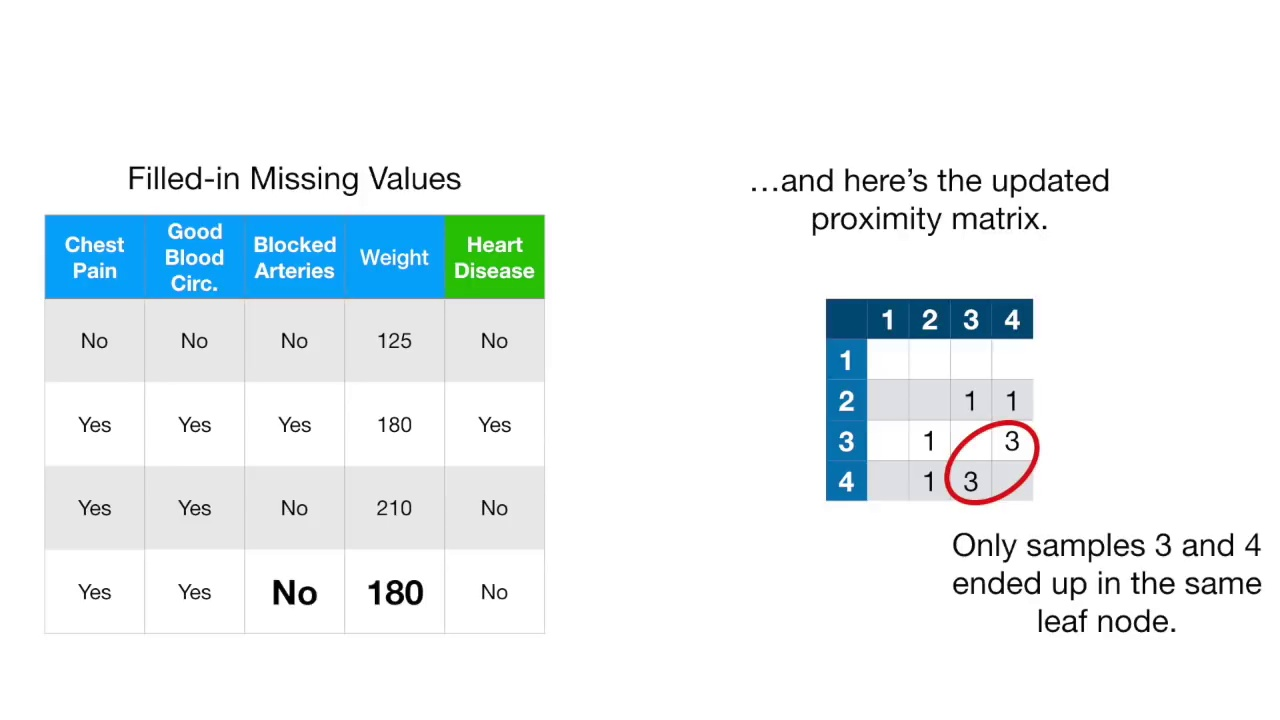 Filled-in Missing Values
Chest Pain
Good Blood Circ.
Blocked Arteries
Weight
Heart Disease
No No No 125 No
Yes Yes Yes 180 Yes
Yes Yes No 210 No
Yes Yes No 180 No
…and here’s the updated
proximity matrix.
1 2 3 4
1
2 1 1
3 1 3
4 1 3
Only samples 3 and 4
ended up in the same
leaf node.